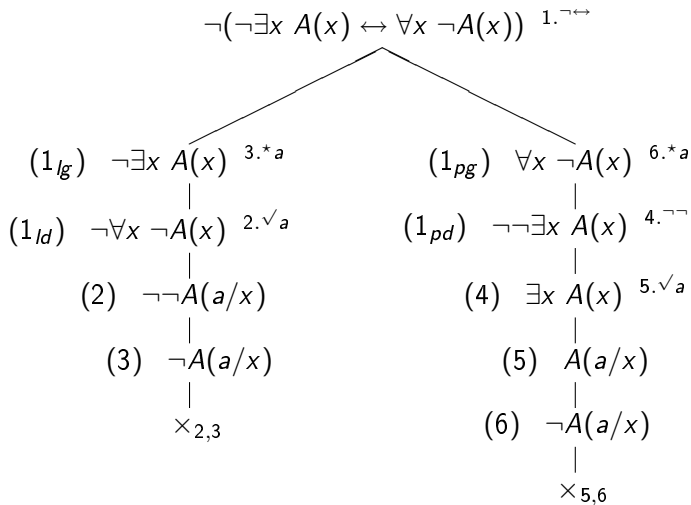 ¬(¬∃x A(x) ↔ ∀x ¬A(x)) 1.¬↔
(1lg) ¬∃x A(x) 3.⋆a (1pg) ∀x ¬A(x) 6.⋆a
(1ld) ¬∀x ¬A(x) 2.√a (1pd) ¬¬∃x A(x) 4.¬¬
(2) ¬¬A(a/x) (4) ∃x A(x) 5.√a
(3) ¬A(a/x) (5) A(a/x)
×2,3 (6) ¬A(a/x)
×5,6